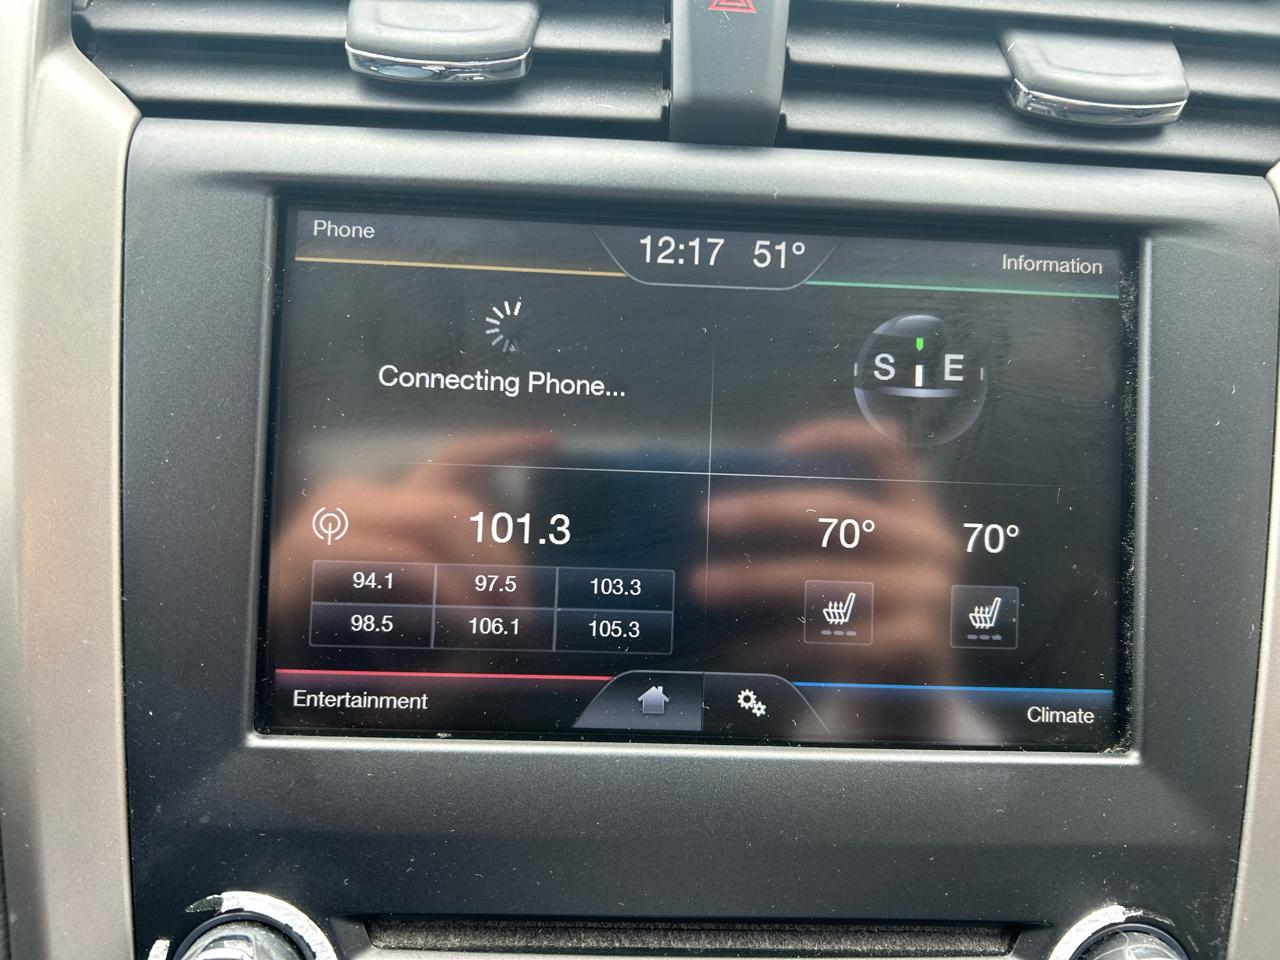 Phone
12:17 51°
Information
Connecting Phone...
S E
101.3
70° 70°
94.1 97.5 103.3
98.5 106.1 105.3
Entertainment
Climate